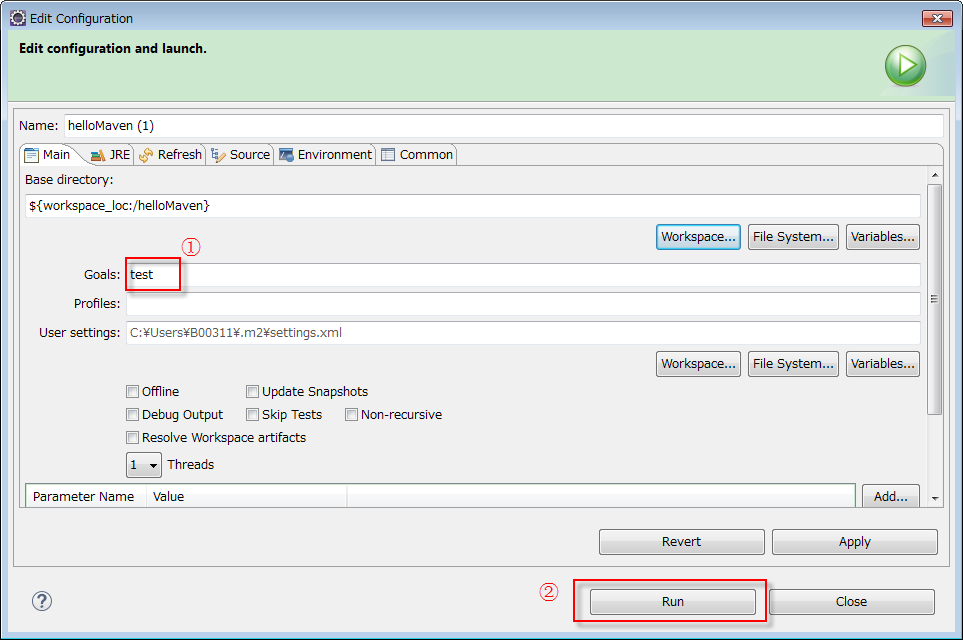 Edit Configuration
Edit configuration and launch.
Name: helloMaven (1)
Main JRE Refresh Source Environment Common
Base directory:
${workspace_loc:/helloMaven}
Workspace... File System... Variables...
①
Goals: test
Profiles:
User settings: C:¥Users¥B00311¥.m2¥settings.xml
Workspace... File System... Variables...
Offline Update Snapshots
Debug Output Skip Tests Non-recursive
Resolve Workspace artifacts
1 Threads
Parameter Name Value Add...
Revert Apply
② Run Close